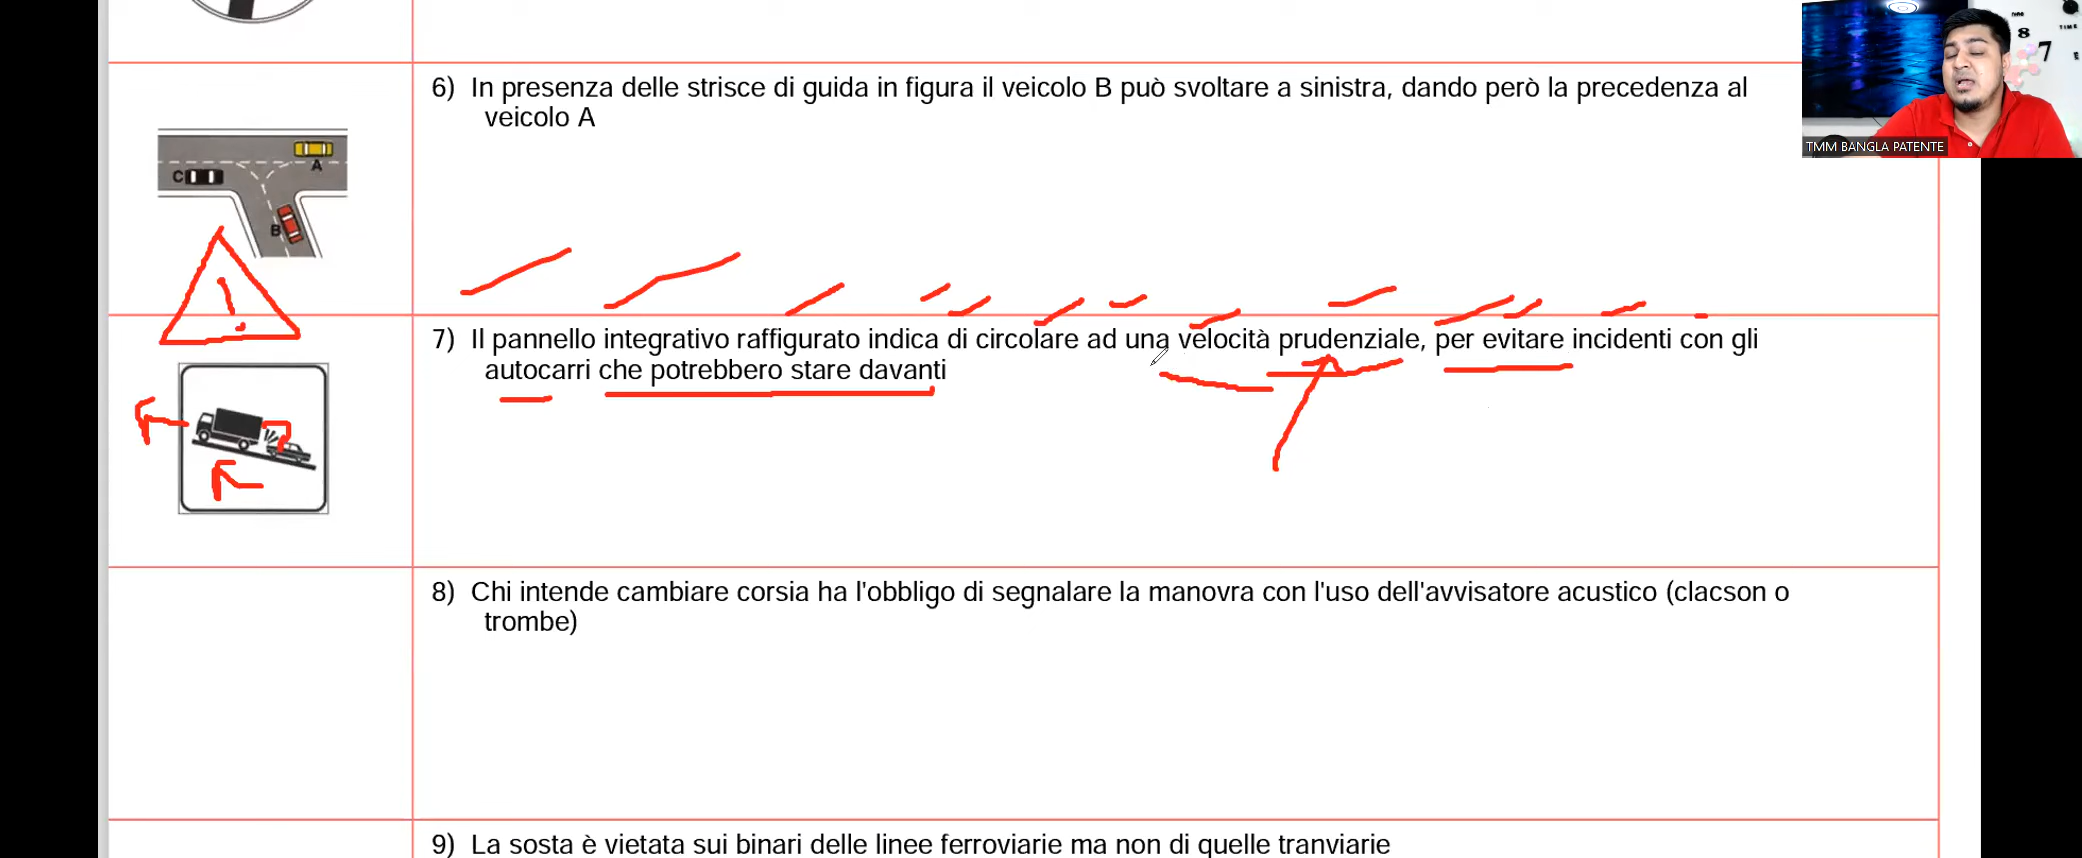 6) In presenza delle strisce di guida in figura il veicolo B può svoltare a sinistra, dando però la precedenza al
veicolo A
A
C
B
7) Il pannello integrativo raffigurato indica di circolare ad una velocità prudenziale, per evitare incidenti con gli
autocarri che potrebbero stare davanti
8) Chi intende cambiare corsia ha l'obbligo di segnalare la manovra con l'uso dell'avvisatore acustico (clacson o
trombe)
9) La sosta è vietata sui binari delle linee ferroviarie ma non di quelle tranviarie
TMM BANGLA PATENTE
8
7
TIME